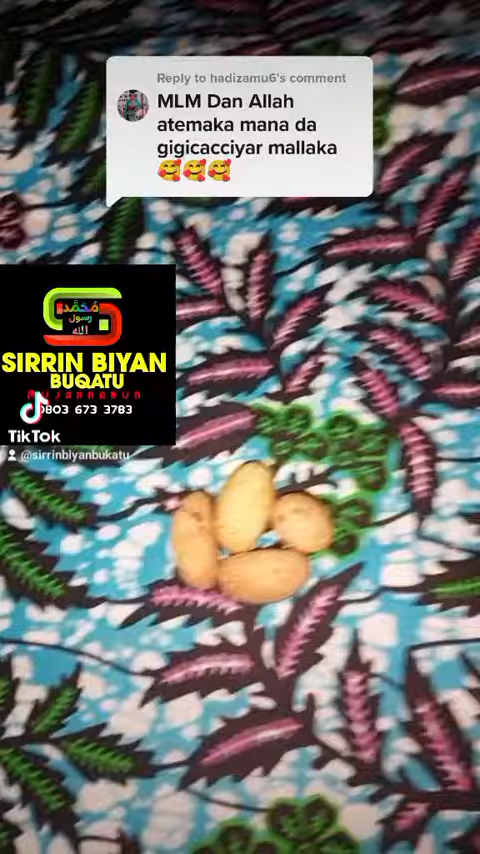 Reply to hadizamu6's comment
MLM Dan Allah
atemaka mana da
gigicacciyar mallaka
🥰🥰🥰
مُحَمَّد
رسول
الله
SIRRIN BIYAN
BUQATU
MUJARRABUN
0803 673 3783
TikTok
@sirrinbiyanbukatu